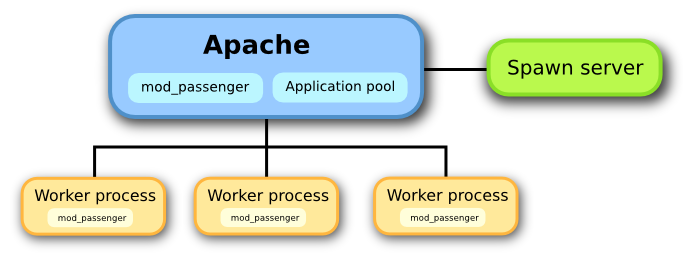 Apache
mod_passenger Application pool
Spawn server
Worker process Worker process Worker process
mod_passenger mod_passenger mod_passenger